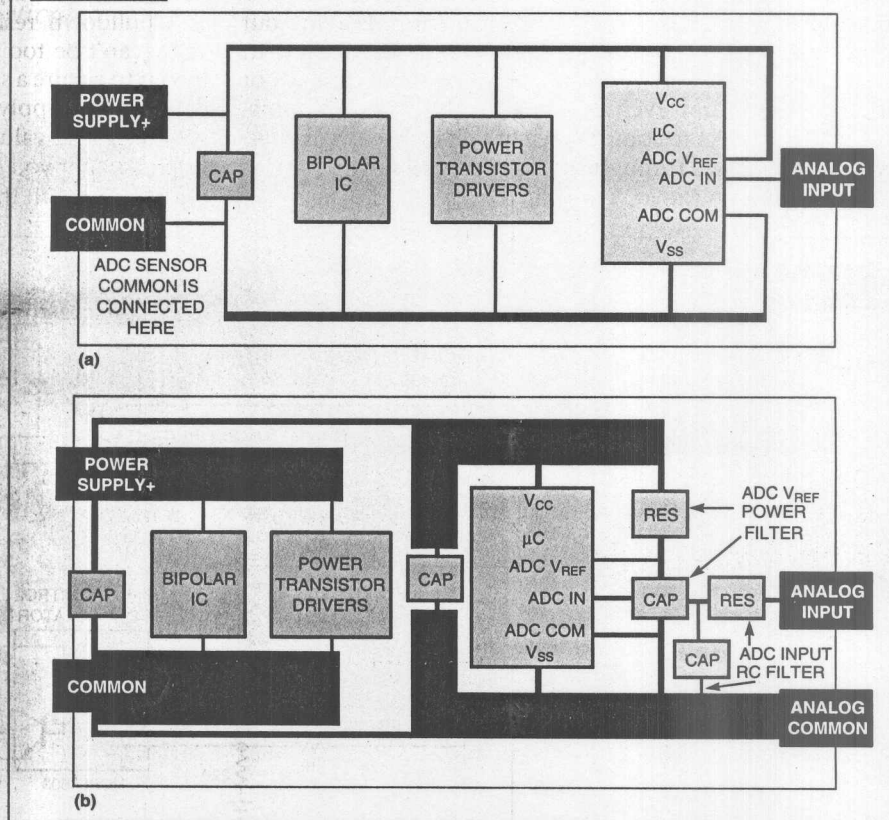 POWER
SUPPLY+
CAP
COMMON
ADC SENSOR
COMMON IS
CONNECTED
HERE
BIPOLAR
IC
POWER
TRANSISTOR
DRIVERS
VCC
µC
ADC VREF
ADC IN
ADC COM
VSS
ANALOG
INPUT
(a)
POWER
SUPPLY+
CAP
COMMON
BIPOLAR
IC
POWER
TRANSISTOR
DRIVERS
CAP
VCC
µC
ADC VREF
ADC IN
ADC COM
VSS
RES
ADC VREF
POWER
FILTER
CAP
RES
ANALOG
INPUT
CAP
ADC INPUT
RC FILTER
ANALOG
COMMON
(b)